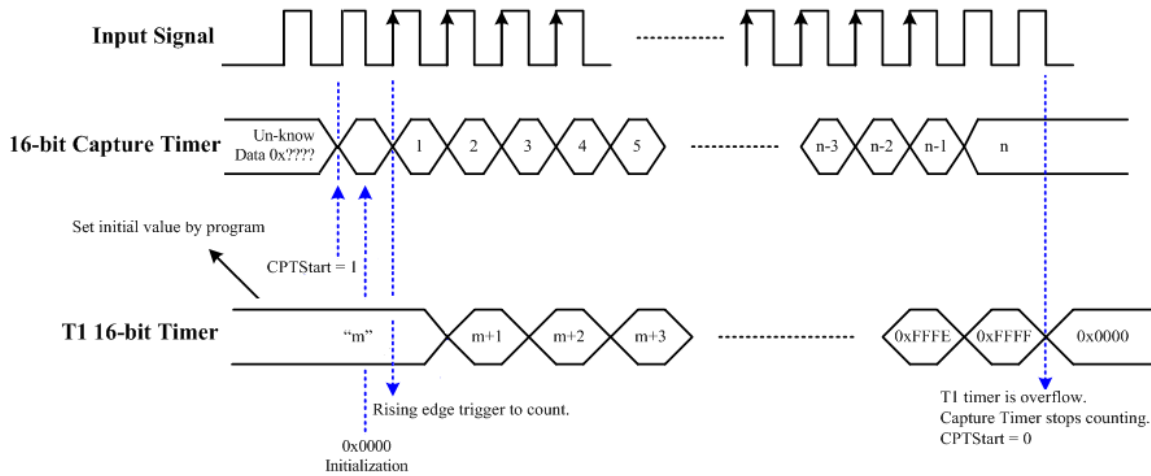 Input Signal
16-bit Capture Timer
Un-know
Data 0x????
1
2
3
4
5
n-3
n-2
n-1
n
Set initial value by program
CPTStart = 1
T1 16-bit Timer
“m”
m+1
m+2
m+3
0xFFFE
0xFFFF
0x0000
Rising edge trigger to count.
0x0000
Initialization
T1 timer is overflow.
Capture Timer stops counting.
CPTStart = 0